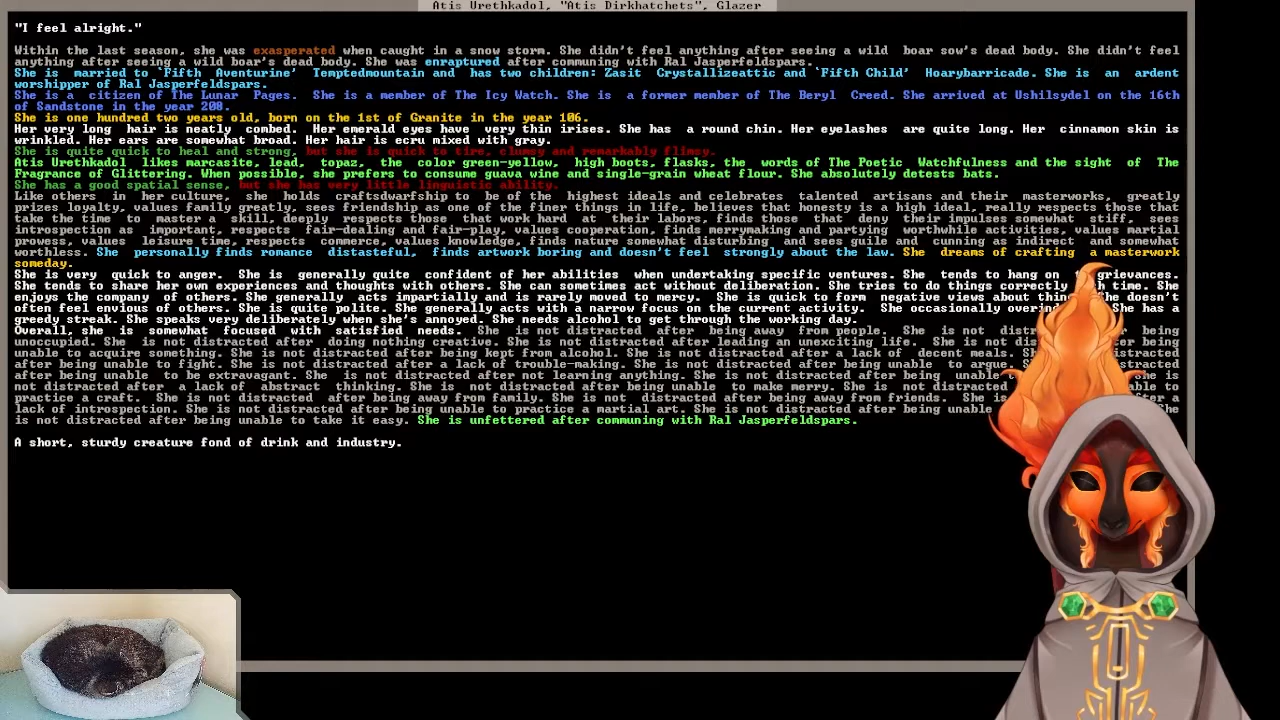 Atis Urethkadol, "Atis Dirkhatchets", Glazer
"I feel alright."
Within the last season, she was exasperated when caught in a snow storm. She didn't feel anything after seeing a wild boar sow's dead body. She didn't feel
anything after seeing a wild boar's dead body. She was enraptured after communing with Ral Jasperfeldspars.
She is married to `Fifth Aventurine' Temptedmountain and has two children: Zasit Crystallizeattic and `Fifth Child' Hoarybarricade. She is an ardent
worshipper of Ral Jasperfeldspars.
She is a citizen of The Lunar Pages. She is a member of The Icy Watch. She is a former member of The Beryl Creed. She arrived at Ushilsydel on the 16th
of Sandstone in the year 208.
She is one hundred two years old, born on the 1st of Granite in the year 106.
Her very long hair is neatly combed. Her emerald eyes have very thin irises. She has a round chin. Her eyelashes are quite long. Her cinnamon skin is
wrinkled. Her ears are somewhat broad. Her hair is ecru mixed with gray.
She is quite quick to heal and strong, but she is quick to tire, clumsy and remarkably flimsy.
Atis Urethkadol likes marcasite, lead, topaz, the color green-yellow, high boots, flasks, the words of The Poetic Watchfulness and the sight of The
Fragrance of Glittering. When possible, she prefers to consume guava wine and single-grain wheat flour. She absolutely detests bats.
She has a good spatial sense, but she has very little linguistic ability.
Like others in her culture, she holds craftsdwarfship to be of the highest ideals and celebrates talented artisans and their masterworks, greatly
prizes loyalty, values family greatly, sees friendship as one of the finer things in life, believes that honesty is a high ideal, really respects those that
take the time to master a skill, deeply respects those that work hard at their labors, finds those that deny their impulses somewhat stiff, sees
introspection as important, respects fair-dealing and fair-play, values cooperation, finds merrymaking and partying worthwhile activities, values martial
prowess, values leisure time, respects commerce, values knowledge, finds nature somewhat disturbing and sees guile and cunning as indirect and somewhat
worthless. She personally finds romance distasteful, finds artwork boring and doesn't feel strongly about the law. She dreams of crafting a masterwork
someday.
She is very quick to anger. She is generally quite confident of her abilities when undertaking specific ventures. She tends to hang on grievances.
She tends to share her own experiences and thoughts with others. She can sometimes act without deliberation. She tries to do things correctly time. She
enjoys the company of others. She generally acts impartially and is rarely moved to mercy. She is quick to form negative views about She doesn't
often feel envious of others. She is quite polite. She generally acts with a narrow focus on the current activity. She occasionally She has a
greedy streak. She speaks very deliberately when she's annoyed. She needs alcohol to get through the working day.
Overall, she is somewhat focused with satisfied needs. She is not distracted after being away from people. She is not being
unoccupied. She is not distracted after doing nothing creative. She is not distracted after leading an unexciting life. She is not being
unable to acquire something. She is not distracted after being kept from alcohol. She is not distracted after a lack of decent meals.
after being unable to fight. She is not distracted after a lack of trouble-making. She is not distracted after being unable to argue.
after being unable to be extravagant. She is not distracted after not learning anything. She is not distracted after being unable She is
not distracted after a lack of abstract thinking. She is not distracted after being unable to make merry. She is not distracted to
practice a craft. She is not distracted after being away from family. She is not distracted after being away from friends. She is after a
lack of introspection. She is not distracted after being unable to practice a martial art. She is not distracted after being unable She
is not distracted after being unable to take it easy. She is unfettered after communing with Ral Jasperfeldspars.
A short, sturdy creature fond of drink and industry.